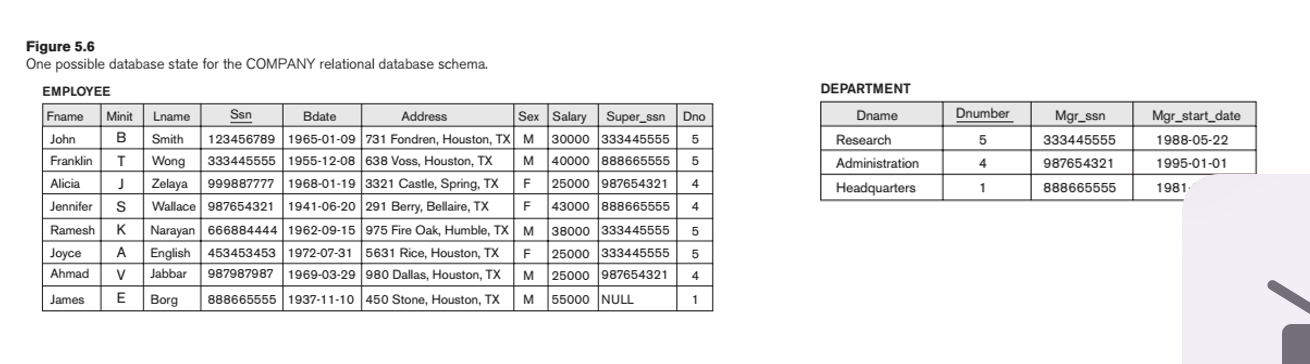 Figure 5.6
One possible database state for the COMPANY relational database schema.
EMPLOYEE
Fname Minit Lname Ssn Bdate Address Sex Salary Super_ssn Dno
John B Smith 123456789 1965-01-09 731 Fondren, Houston, TX M 30000 333445555 5
Franklin T Wong 333445555 1955-12-08 638 Voss, Houston, TX M 40000 888665555 5
Alicia J Zelaya 999887777 1968-01-19 3321 Castle, Spring, TX F 25000 987654321 4
Jennifer S Wallace 987654321 1941-06-20 291 Berry, Bellaire, TX F 43000 888665555 4
Ramesh K Narayan 666884444 1962-09-15 975 Fire Oak, Humble, TX M 38000 333445555 5
Joyce A English 453453453 1972-07-31 5631 Rice, Houston, TX F 25000 333445555 5
Ahmad V Jabbar 987987987 1969-03-29 980 Dallas, Houston, TX M 25000 987654321 4
James E Borg 888665555 1937-11-10 450 Stone, Houston, TX M 55000 NULL 1
DEPARTMENT
Dname Dnumber Mgr_ssn Mgr_start_date
Research 5 333445555 1988-05-22
Administration 4 987654321 1995-01-01
Headquarters 1 888665555 1981-